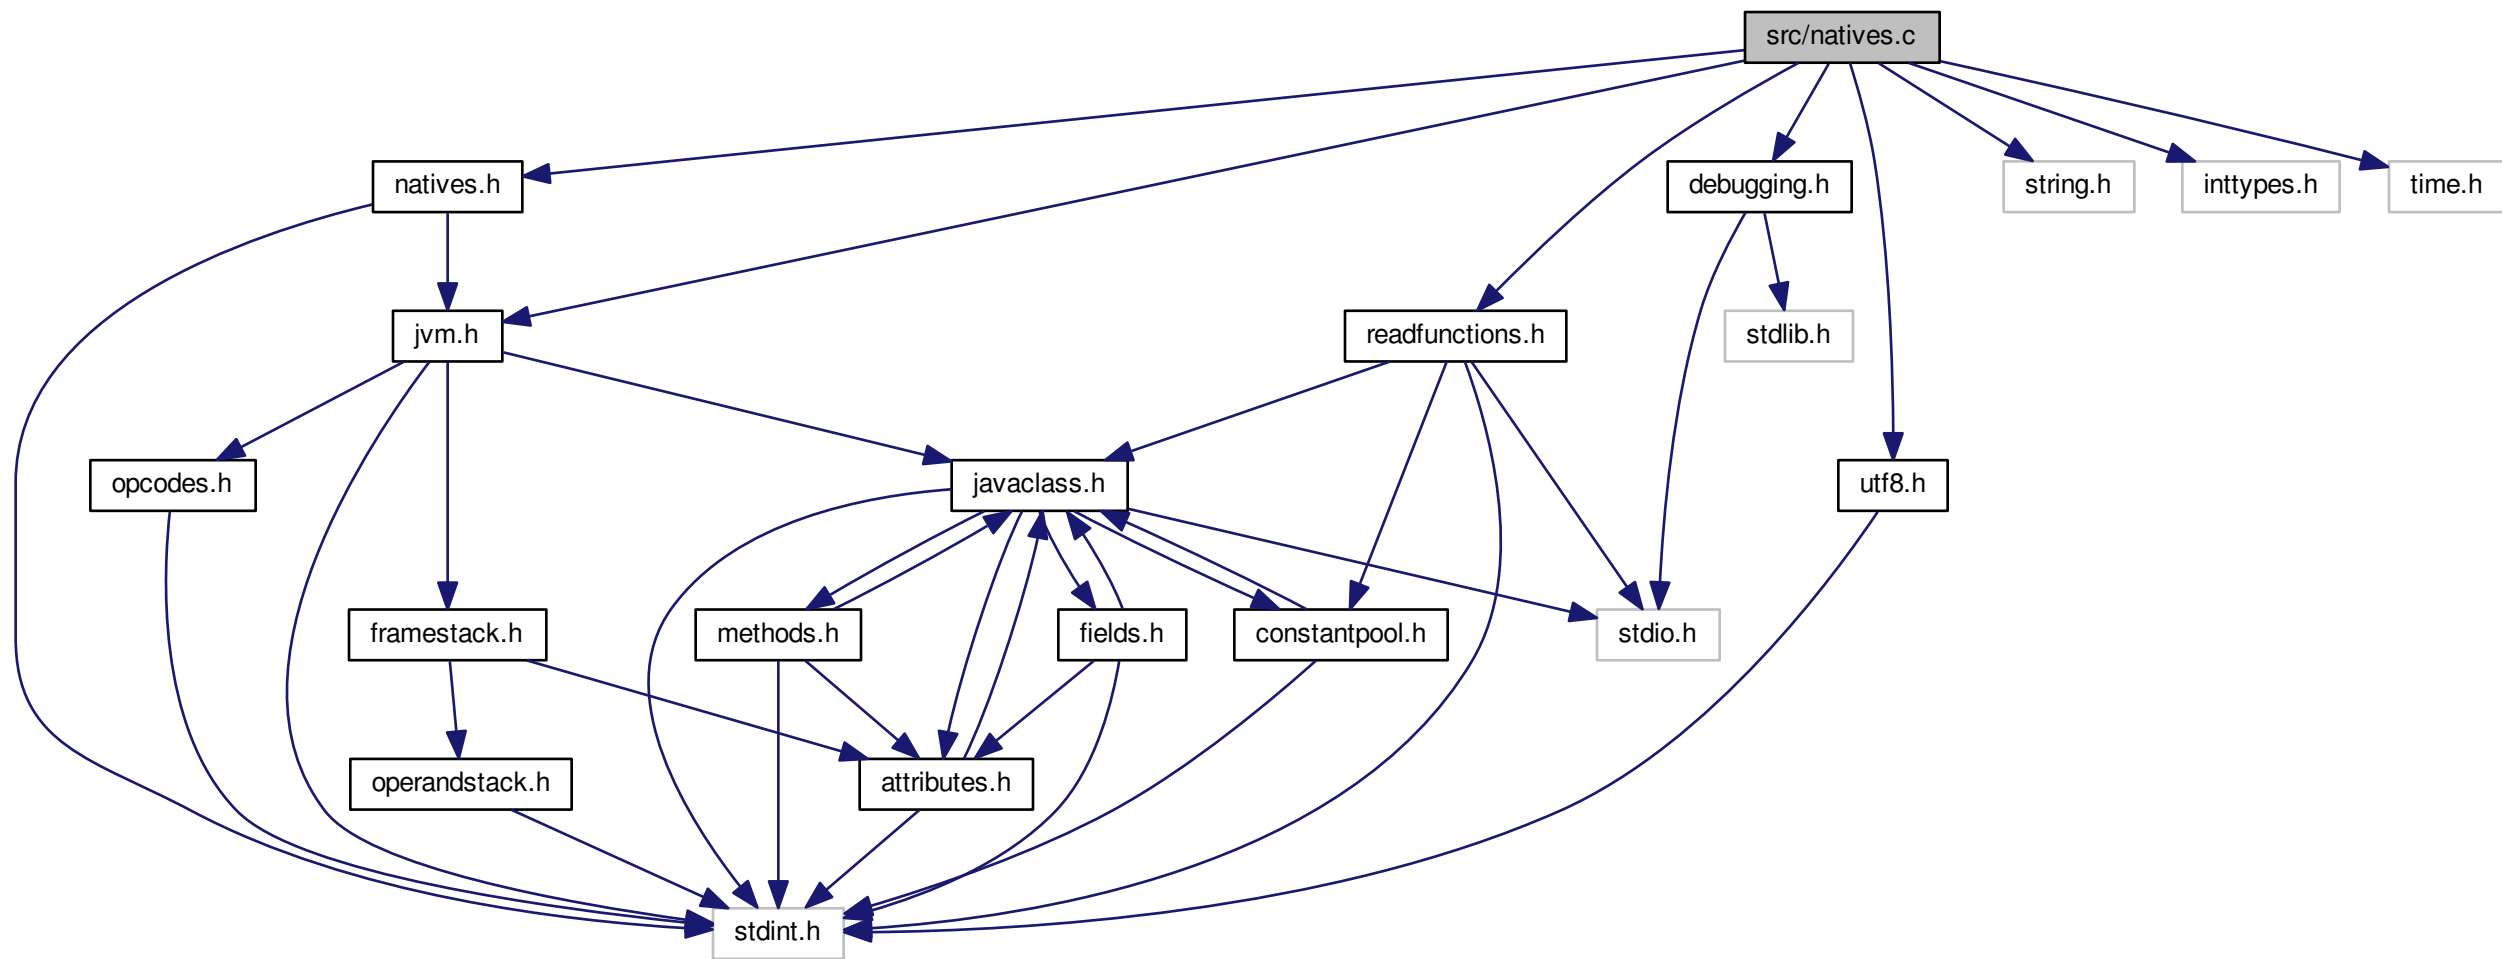 src/natives.c
natives.h
debugging.h
string.h
inttypes.h
time.h
jvm.h
readfunctions.h
stdlib.h
opcodes.h
javaclass.h
utf8.h
framestack.h
methods.h
fields.h
constantpool.h
stdio.h
operandstack.h
attributes.h
stdint.h